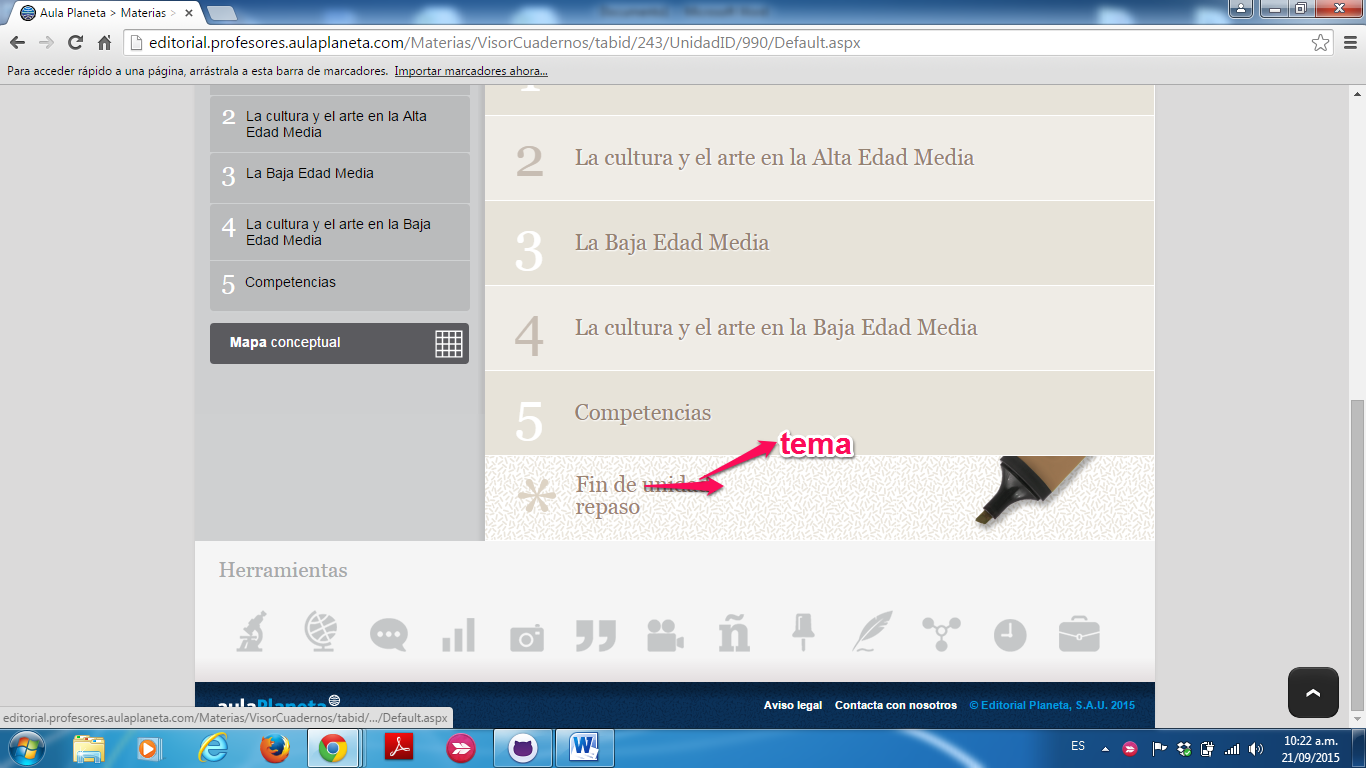 Documento1 - Microsoft Word
Aula Planeta > Materias >
editorial.profesores.aulaplaneta.com/Materias/VisorCuadernos/tabid/243/UnidadID/990/Default.aspx
Para acceder rápido a una página, arrástrala a esta barra de marcadores. Importar marcadores ahora...
2 La cultura y el arte en la Alta
Edad Media
3 La Baja Edad Media
4 La cultura y el arte en la Baja
Edad Media
5 Competencias
Mapa conceptual
2 La cultura y el arte en la Alta Edad Media
3 La Baja Edad Media
4 La cultura y el arte en la Baja Edad Media
5 Competencias
tema
Fin de unidad
repaso
Herramientas
ñ
aulaPlaneta
Aviso legal Contacta con nosotros © Editorial Planeta, S.A.U. 2015
editorial.profesores.aulaplaneta.com/Materias/VisorCuadernos/tabid/.../Default.aspx
ES
10:22 a.m.
21/09/2015